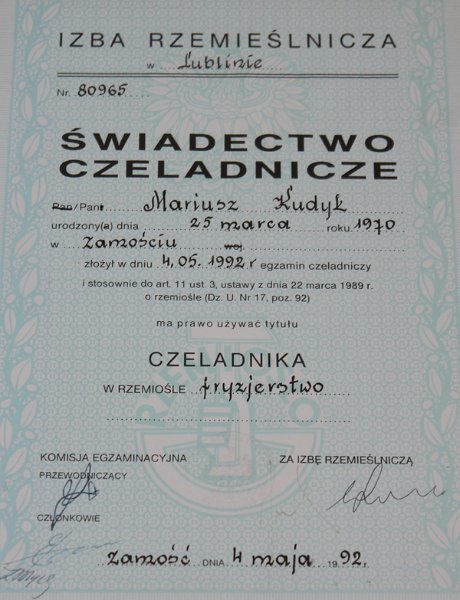 IZBA RZEMIEŚLNICZA
w Lublinie
Nr. 80965
ŚWIADECTWO
CZELADNICZE
Pan/Pani Mariusz Kudyk
urodzony(a) dnia 25 marca roku 1970
w Zamościu woj.
złożył w dniu 4.05.1992 r egzamin czeladniczy
i stosownie do art. 11 ust. 3, ustawy z dnia 22 marca 1989 r.
o rzemiośle (Dz. U. Nr 17, poz. 92)
ma prawo używać tytułu
CZELADNIKA
W RZEMIOŚLE fryzjerstwo
KOMISJA EGZAMINACYJNA ZA IZBĘ RZEMIEŚLNICZĄ
PRZEWODNICZĄCY
CZŁONKOWIE
Zamość DNIA 4 maja 1992 r.